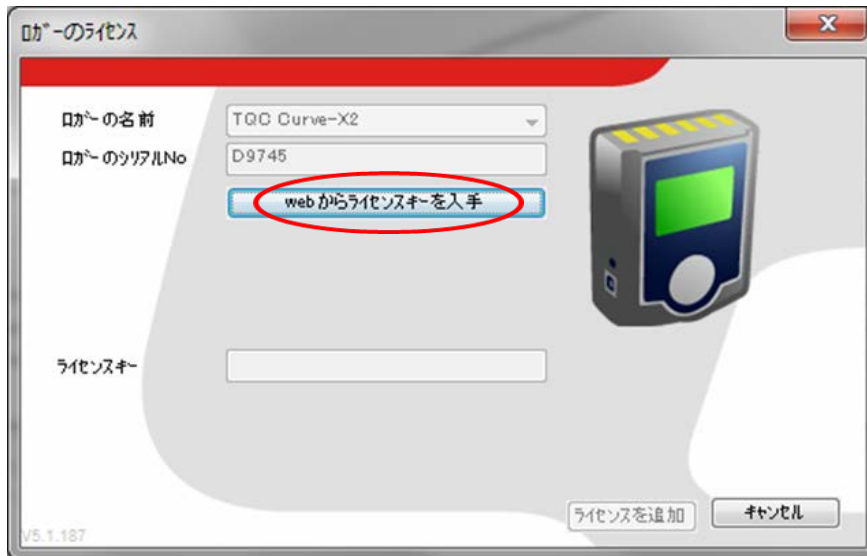 ﾛｶﾞｰのﾗｲｾﾝｽ
ﾛｶﾞｰの名前
TQC Curve-X2
ﾛｶﾞｰのｼﾘｱﾙNo
D9745
webからﾗｲｾﾝｽｷｰを入手
ﾗｲｾﾝｽｷｰ
ﾗｲｾﾝｽを追加
ｷｬﾝｾﾙ
V5.1.187